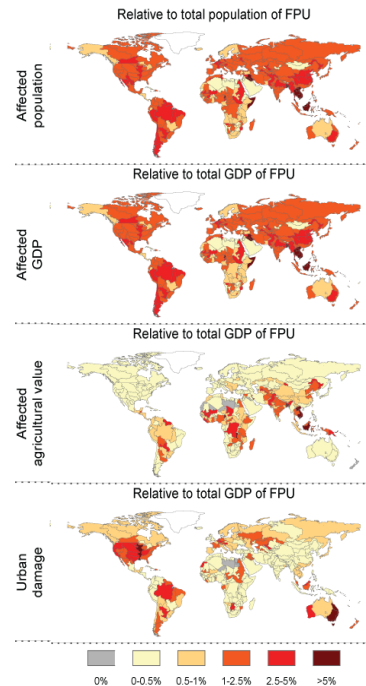 Relative to total population of FPU
Affected
population
Relative to total GDP of FPU
Affected
GDP
Relative to total GDP of FPU
Affected
agricultural value
Relative to total GDP of FPU
Urban
damage
0% 0-0.5% 0.5-1% 1-2.5% 2.5-5% >5%